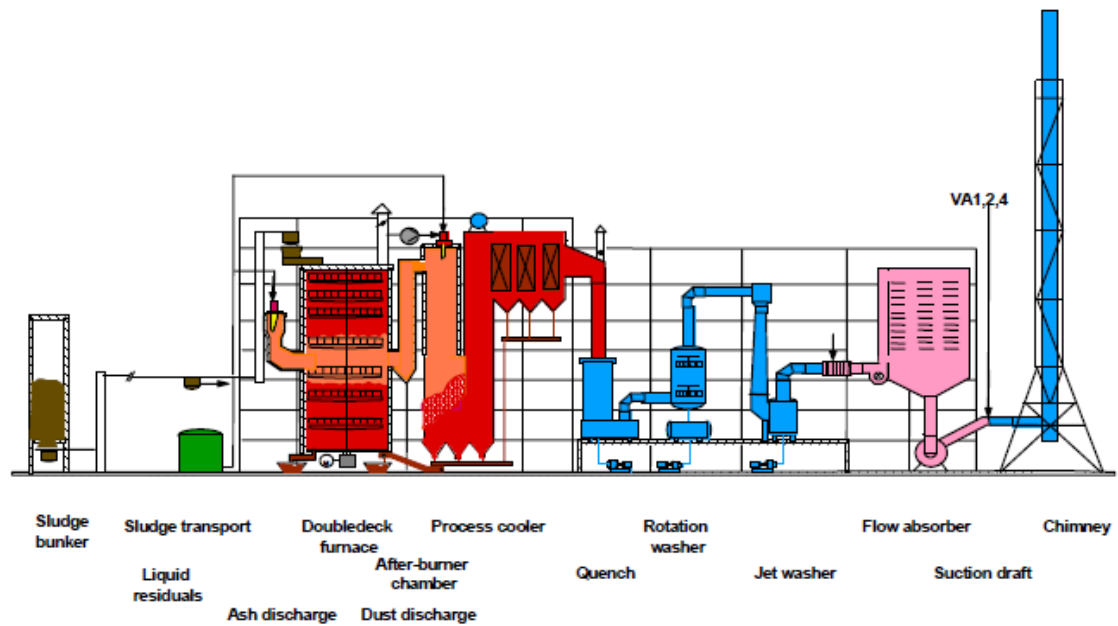 VA1,2,4
Sludge
bunker
Sludge transport
Doubledeck
furnace
Process cooler
Rotation
washer
Flow absorber
Chimney
Liquid
residuals
After-burner
chamber
Quench
Jet washer
Suction draft
Ash discharge
Dust discharge